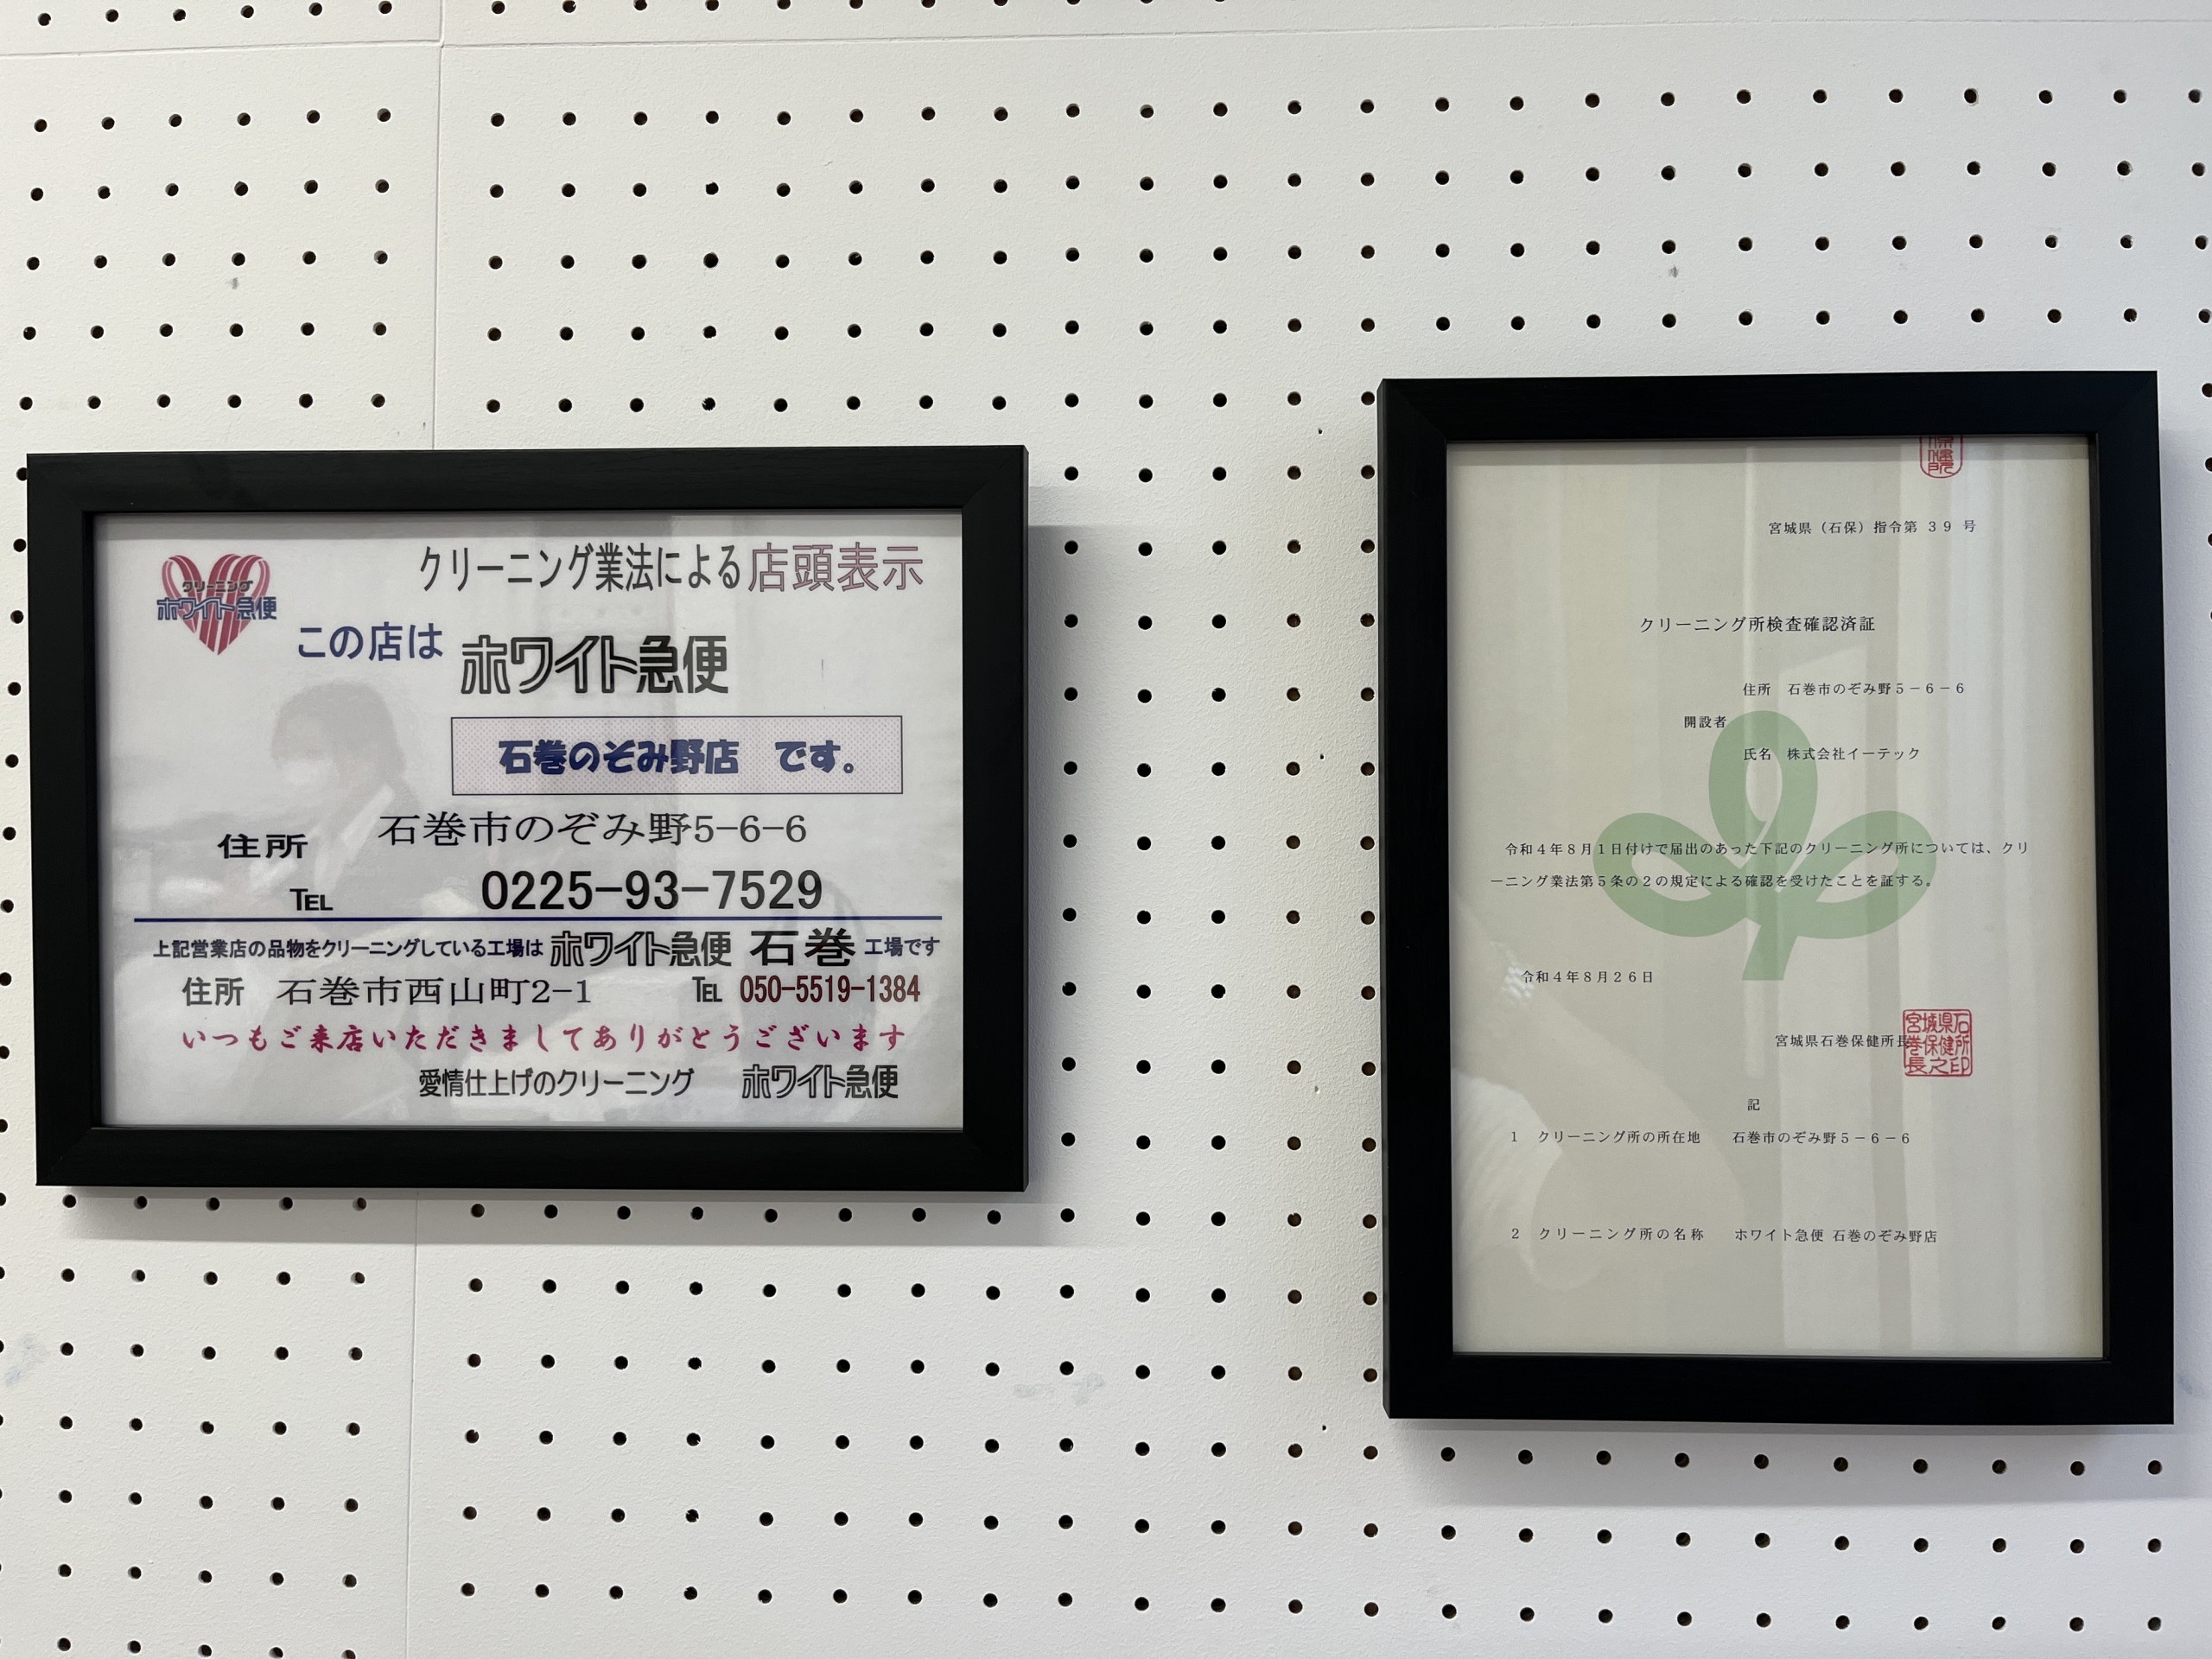 クリーニング
ホワイト急便
クリーニング業法による店頭表示
この店は ホワイト急便
石巻のぞみ野店 です。
住所 石巻市のぞみ野5-6-6
TEL 0225-93-7529
上記営業店の品物をクリーニングしている工場は ホワイト急便 石巻 工場です
住所 石巻市西山町2-1 TEL 050-5519-1384
いつもご来店いただきましてありがとうございます
愛情仕上げのクリーニング ホワイト急便
宮城県（石保）指令第 39 号
クリーニング所検査確認済証
住所 石巻市のぞみ野5-6-6
開設者
氏名 株式会社イーテック
令和4年8月1日付けで届出のあった下記のクリーニング所については、クリ
ーニング業法第5条の2の規定による確認を受けたことを証する。
令和4年8月26日
宮城県石巻保健所長
宮城県石巻保健所長之印
記
1 クリーニング所の所在地 石巻市のぞみ野5-6-6
2 クリーニング所の名称 ホワイト急便 石巻のぞみ野店